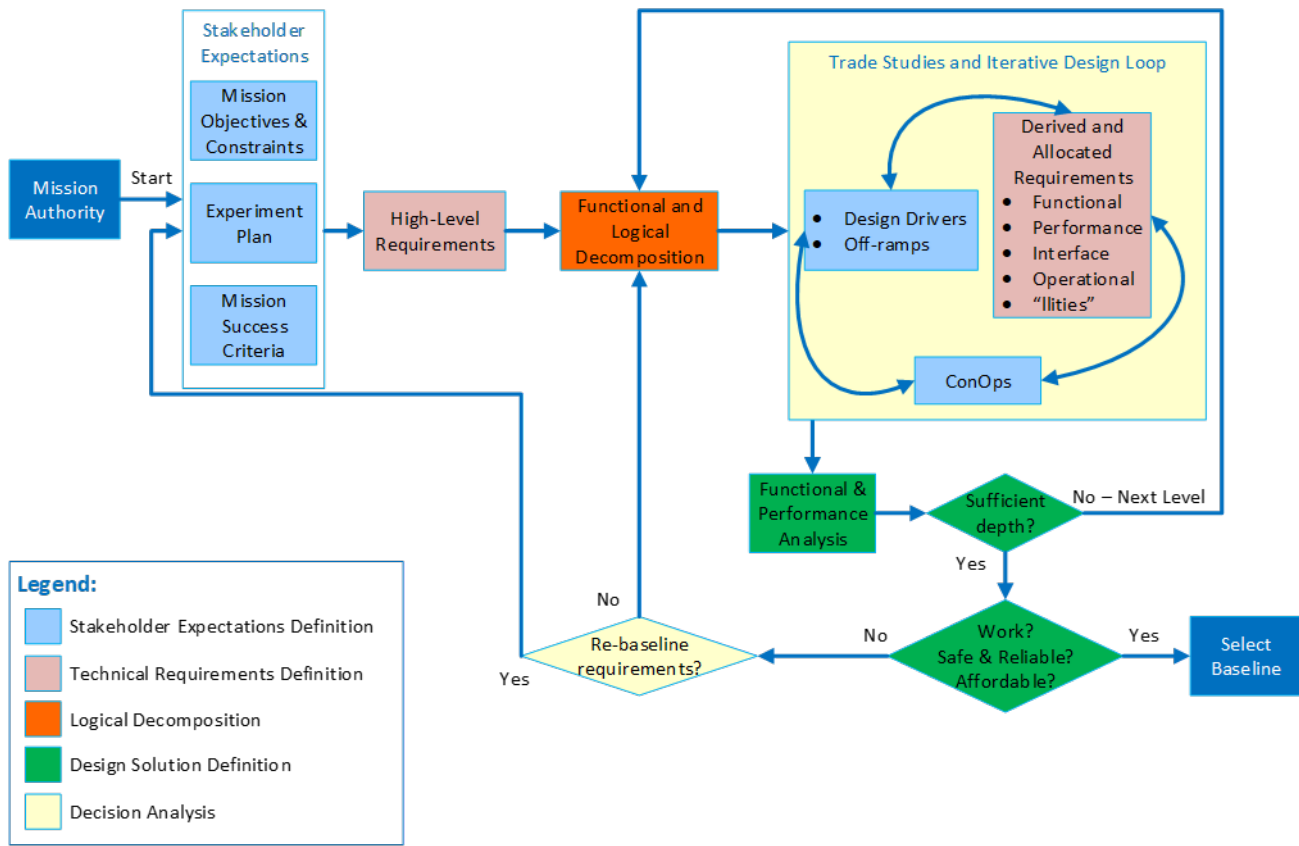 Stakeholder
Expectations
Mission
Objectives &
Constraints
Mission
Authority
Start
Experiment
Plan
Mission
Success
Criteria
High-Level
Requirements
Functional and
Logical
Decomposition
Trade Studies and Iterative Design Loop
• Design Drivers
• Off-ramps
Derived and
Allocated
Requirements
• Functional
• Performance
• Interface
• Operational
• “Ilities”
ConOps
Functional &
Performance
Analysis
Sufficient
depth?
No – Next Level
Yes
Work?
Safe & Reliable?
Affordable?
Yes
Select
Baseline
No
Re-baseline
requirements?
No
Yes
Legend:
Stakeholder Expectations Definition
Technical Requirements Definition
Logical Decomposition
Design Solution Definition
Decision Analysis